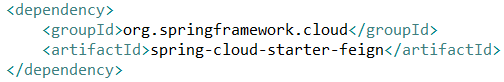 <dependency>
    <groupId>org.springframework.cloud</groupId>
    <artifactId>spring-cloud-starter-feign</artifactId>
</dependency>